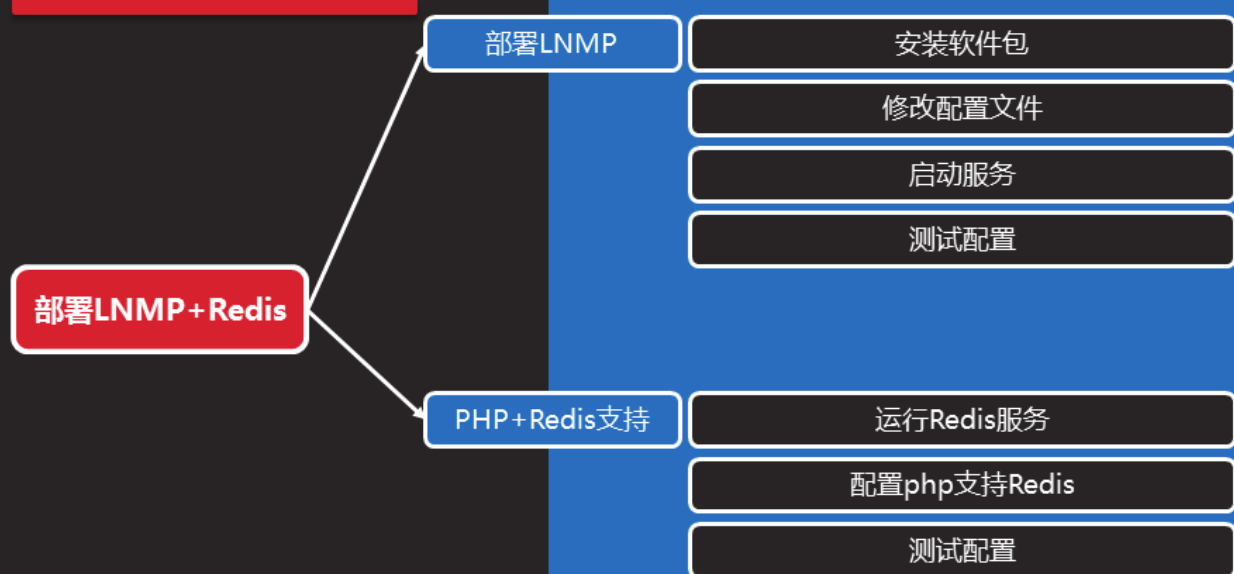 部署LNMP+Redis
部署LNMP
安装软件包
修改配置文件
启动服务
测试配置
PHP+Redis支持
运行Redis服务
配置php支持Redis
测试配置